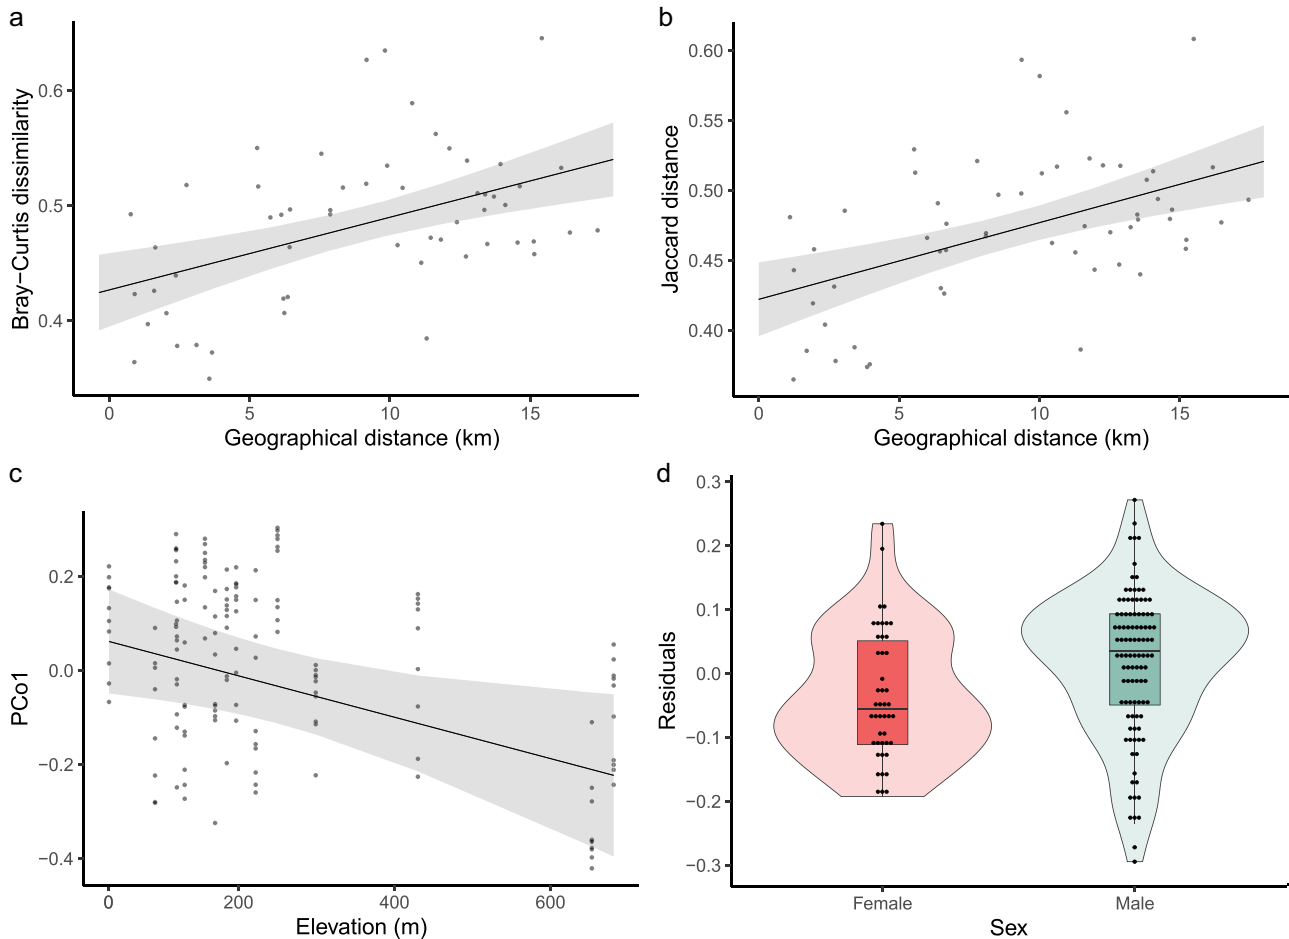 a
Bray−Curtis dissimilarity
0.6
0.5
0.4
0 5 10 15
Geographical distance (km)
b
Jaccard distance
0.60
0.55
0.50
0.45
0.40
0 5 10 15
Geographical distance (km)
c
PCo1
0.2
0.0
−0.2
−0.4
0 200 400 600
Elevation (m)
d
Residuals
0.3
0.2
0.1
0.0
−0.1
−0.2
−0.3
Female Male
Sex